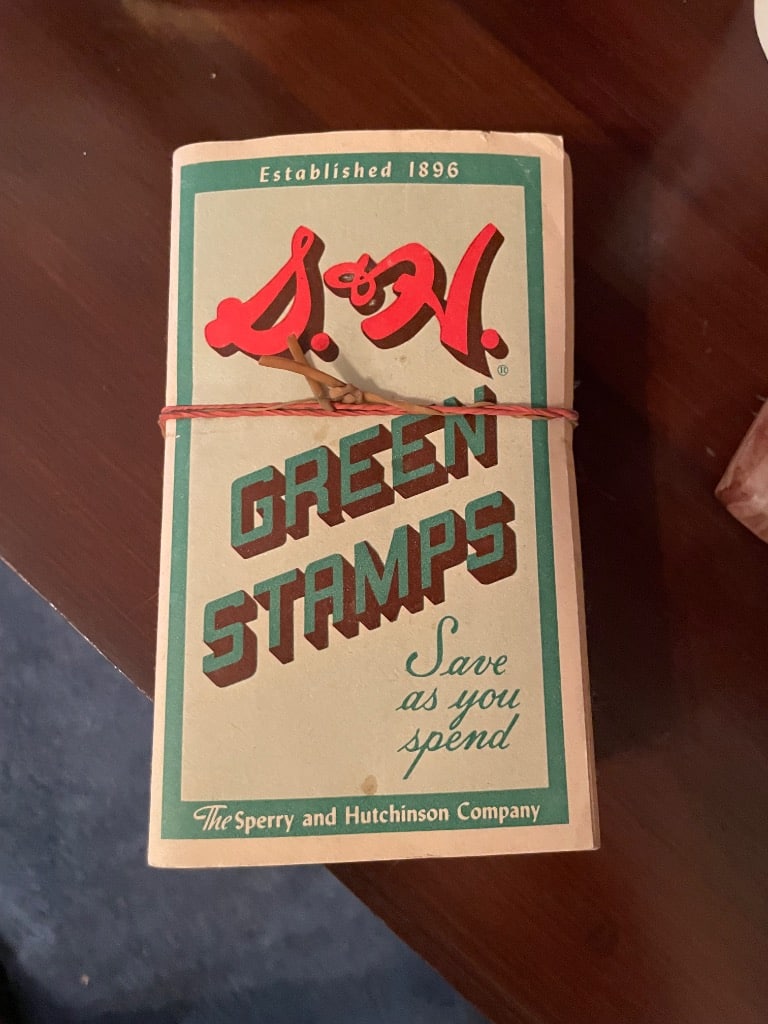 Established 1896
S.&H.
®
GREEN
STAMPS
Save
as you
spend
The Sperry and Hutchinson Company